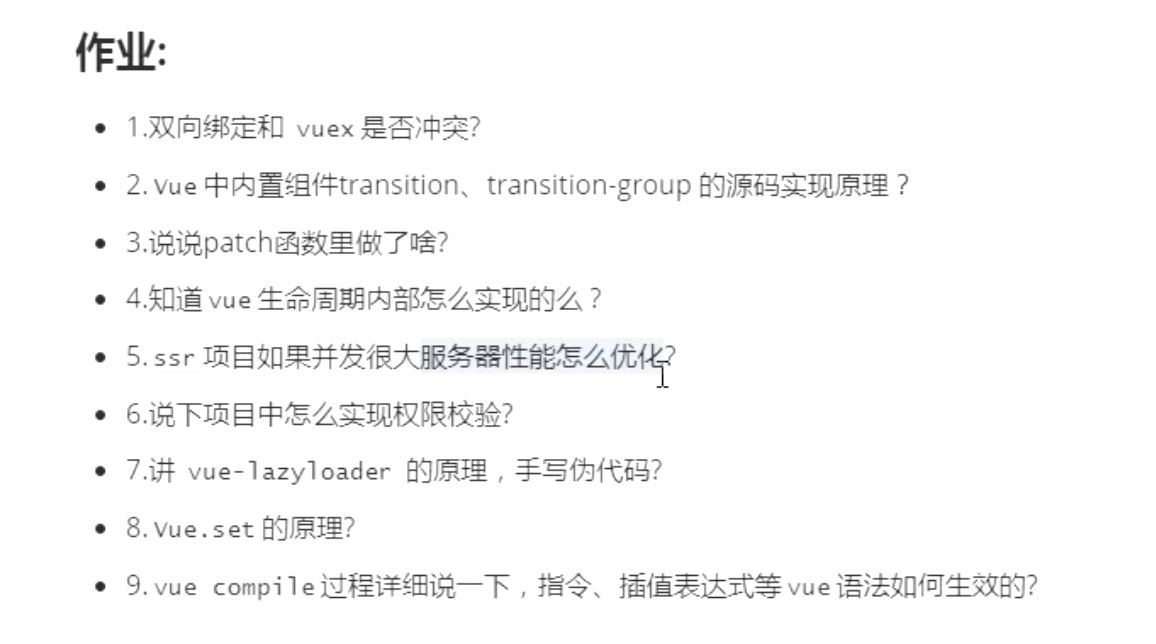 作业:
1.双向绑定和 vuex 是否冲突?
2. Vue 中内置组件transition、transition-group 的源码实现原理？
3.说说patch函数里做了啥?
4.知道 vue 生命周期内部怎么实现的么？
5. ssr 项目如果并发很大服务器性能怎么优化?
6.说下项目中怎么实现权限校验?
7.讲 vue-lazyloader 的原理，手写伪代码?
8. Vue.set 的原理?
9. vue compile 过程详细说一下，指令、插值表达式等 vue 语法如何生效的?